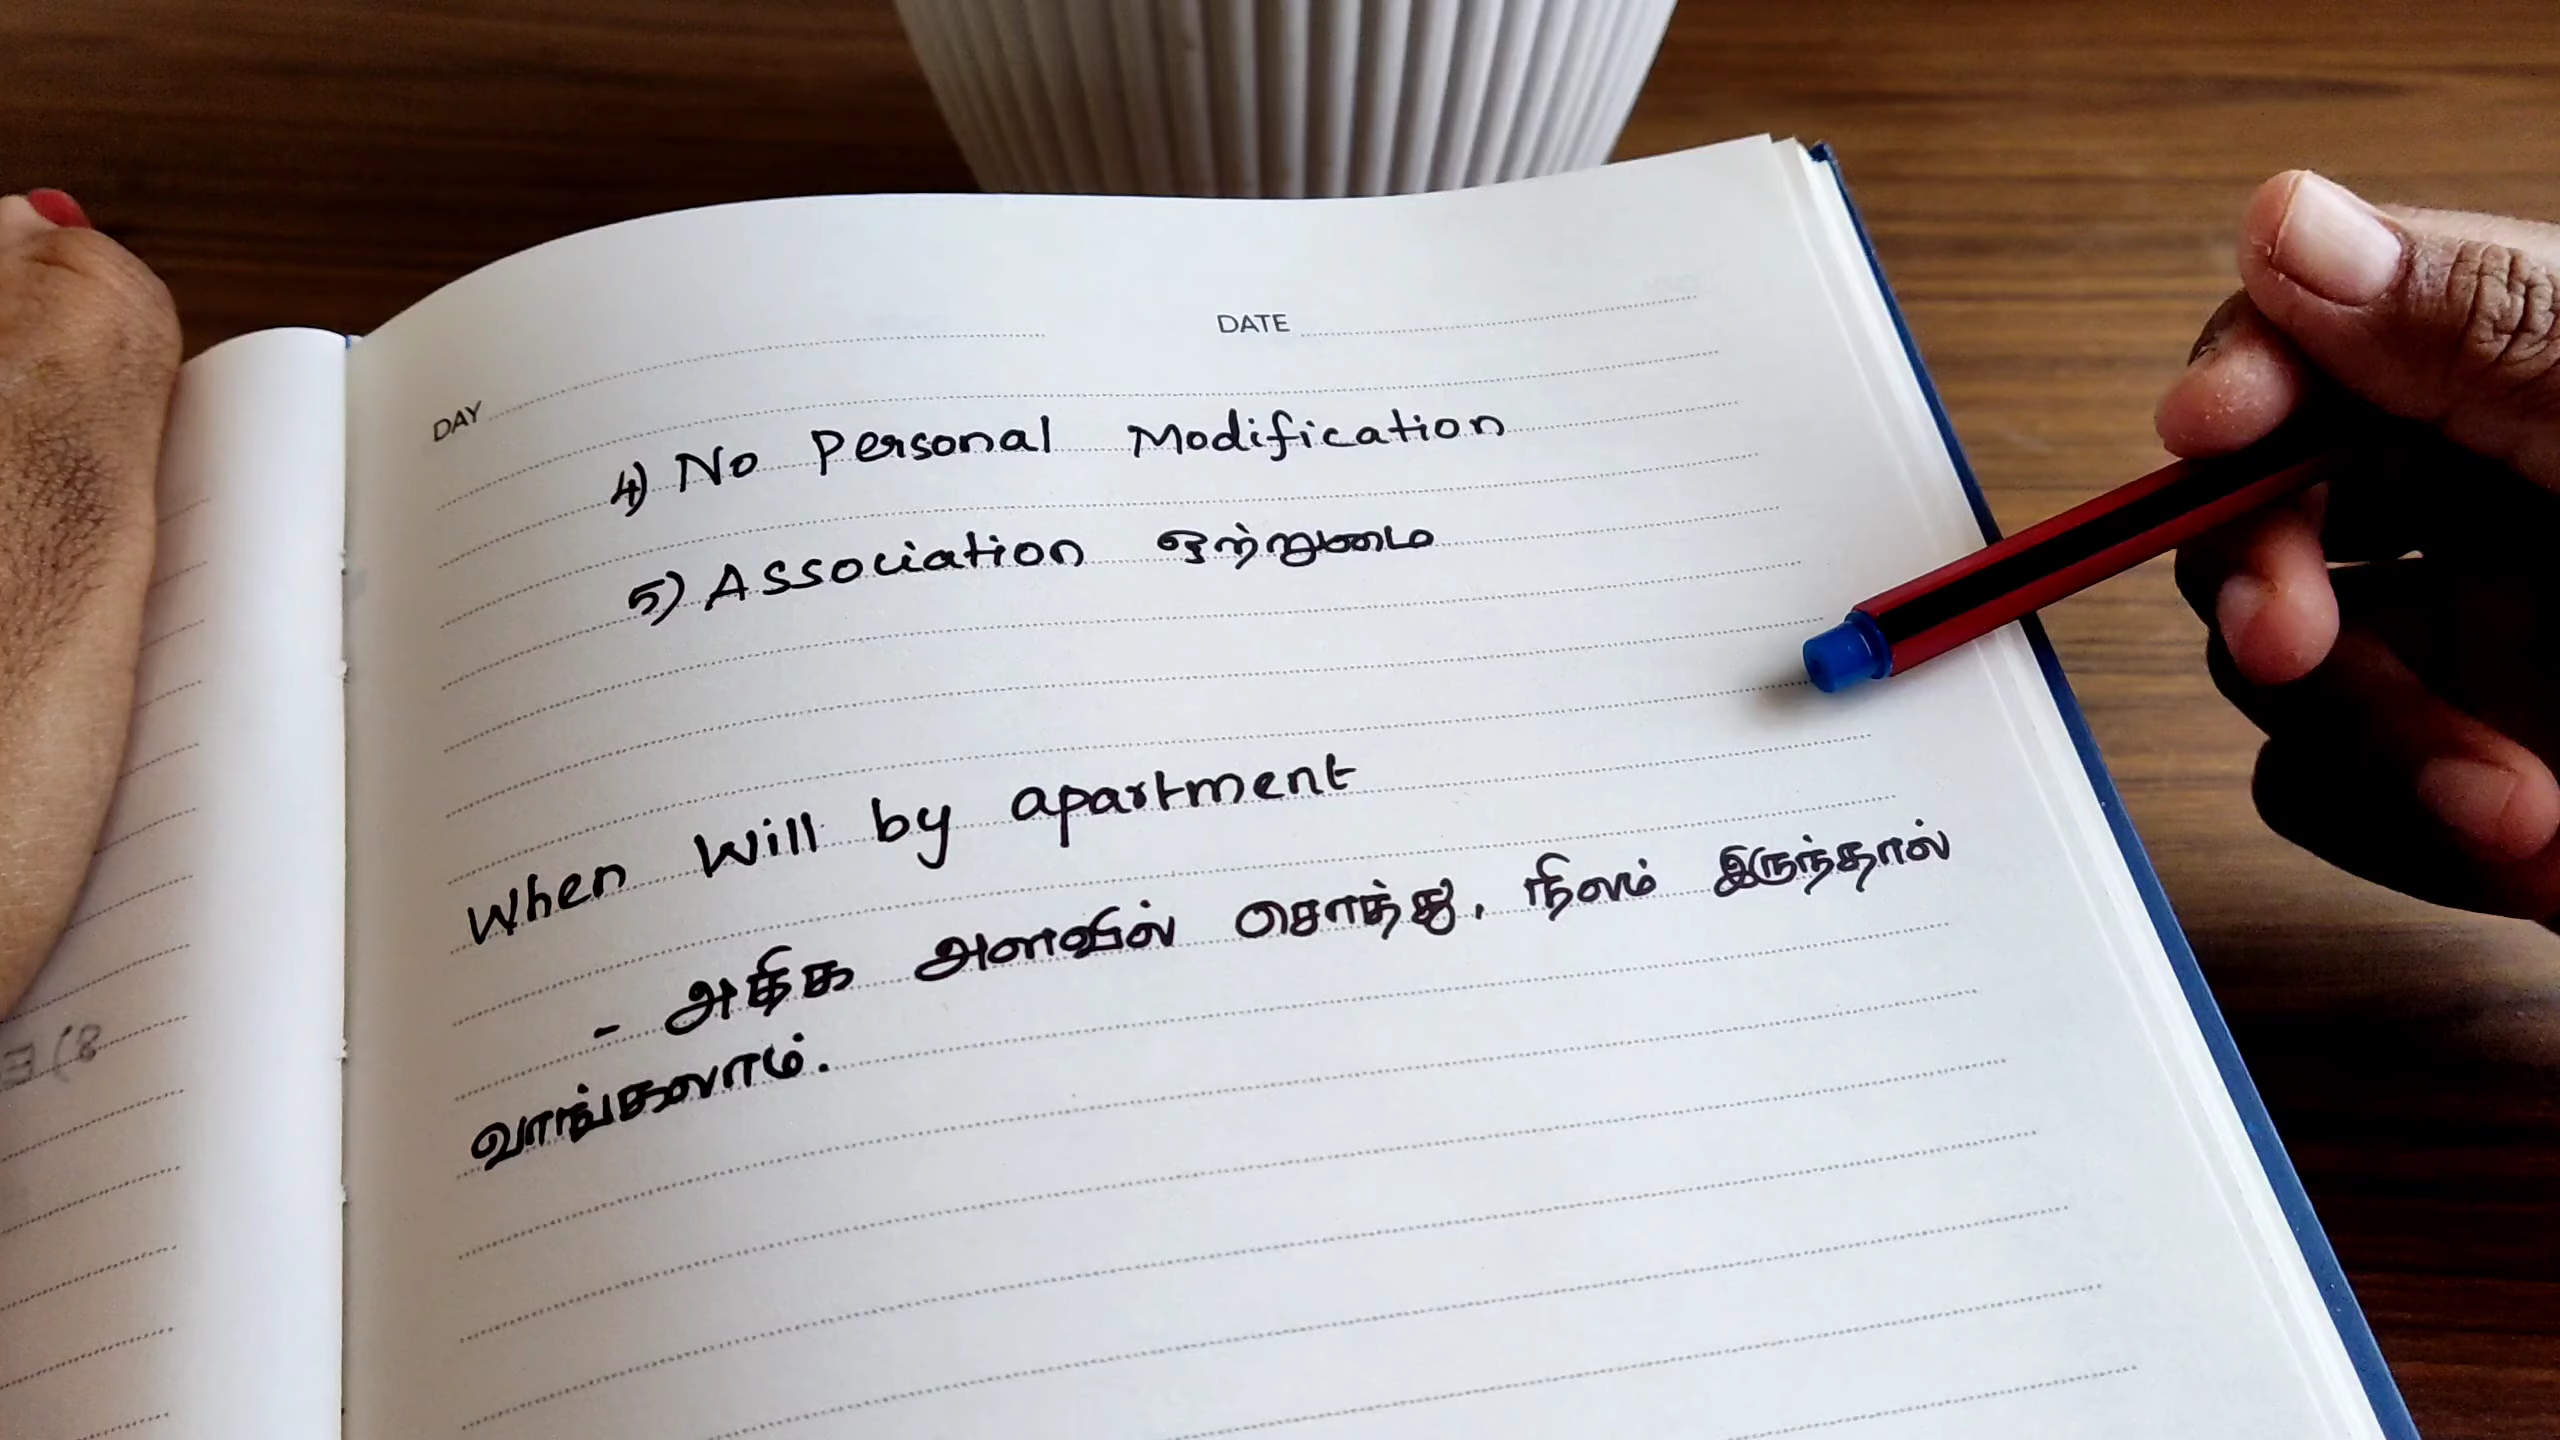 DAY DATE
4) No Personal Modification
5) Association ஒற்றுமை
When Will by apartment
- அதிக அளவில் சொத்து, நிலம் இருந்தால்
வாங்கலாம்.